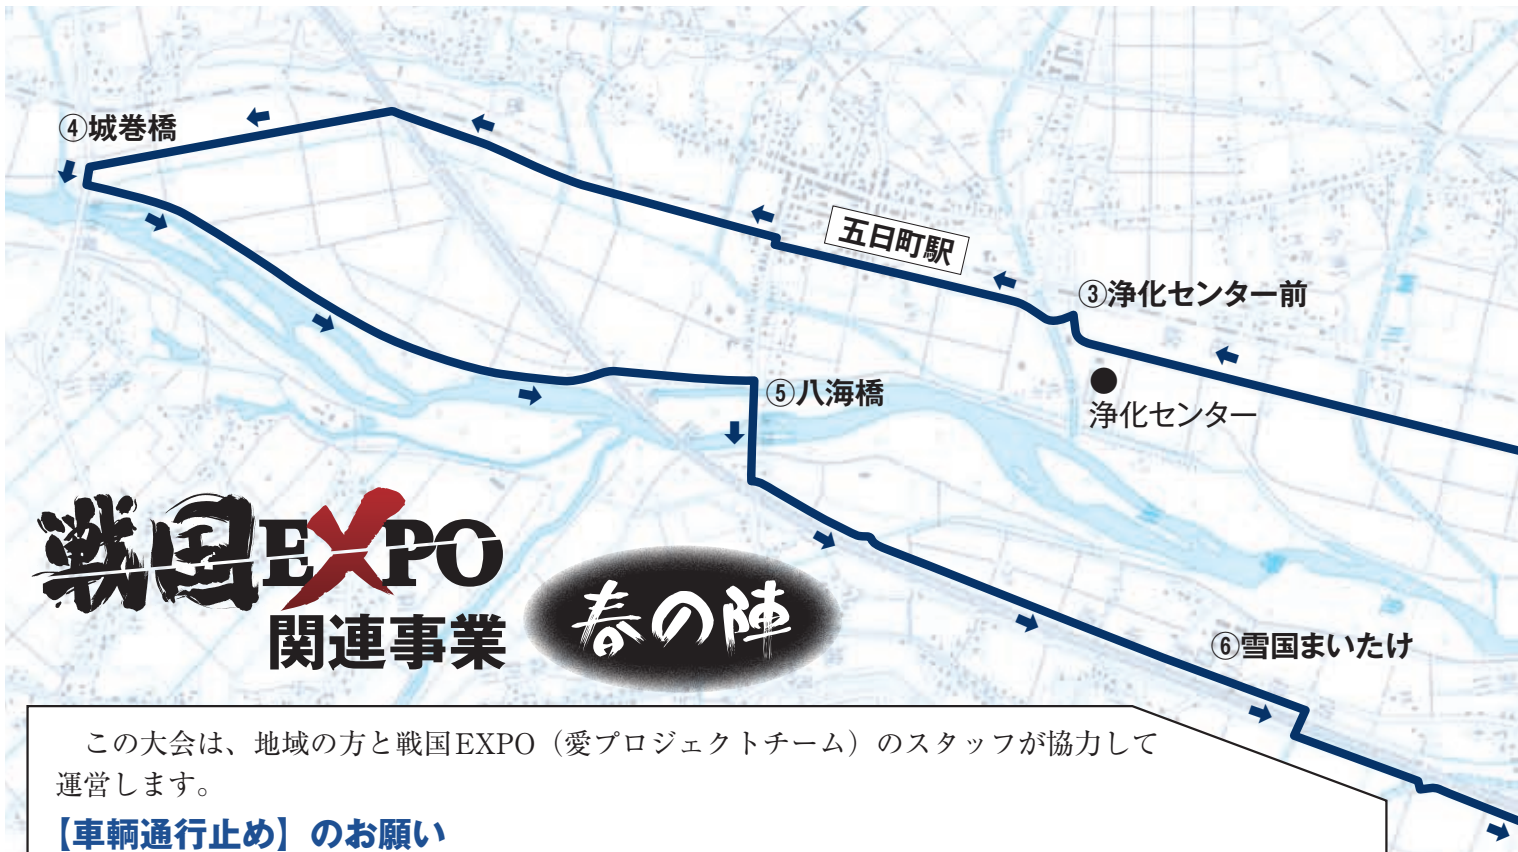 ④城巻橋
五日町駅
③浄化センター前
浄化センター
⑤八海橋
戦国EXPO
関連事業
春の陣
⑥雪国まいたけ
この大会は、地域の方と戦国EXPO（愛プロジェクトチーム）のスタッフが協力して
運営します。
【車輌通行止め】のお願い